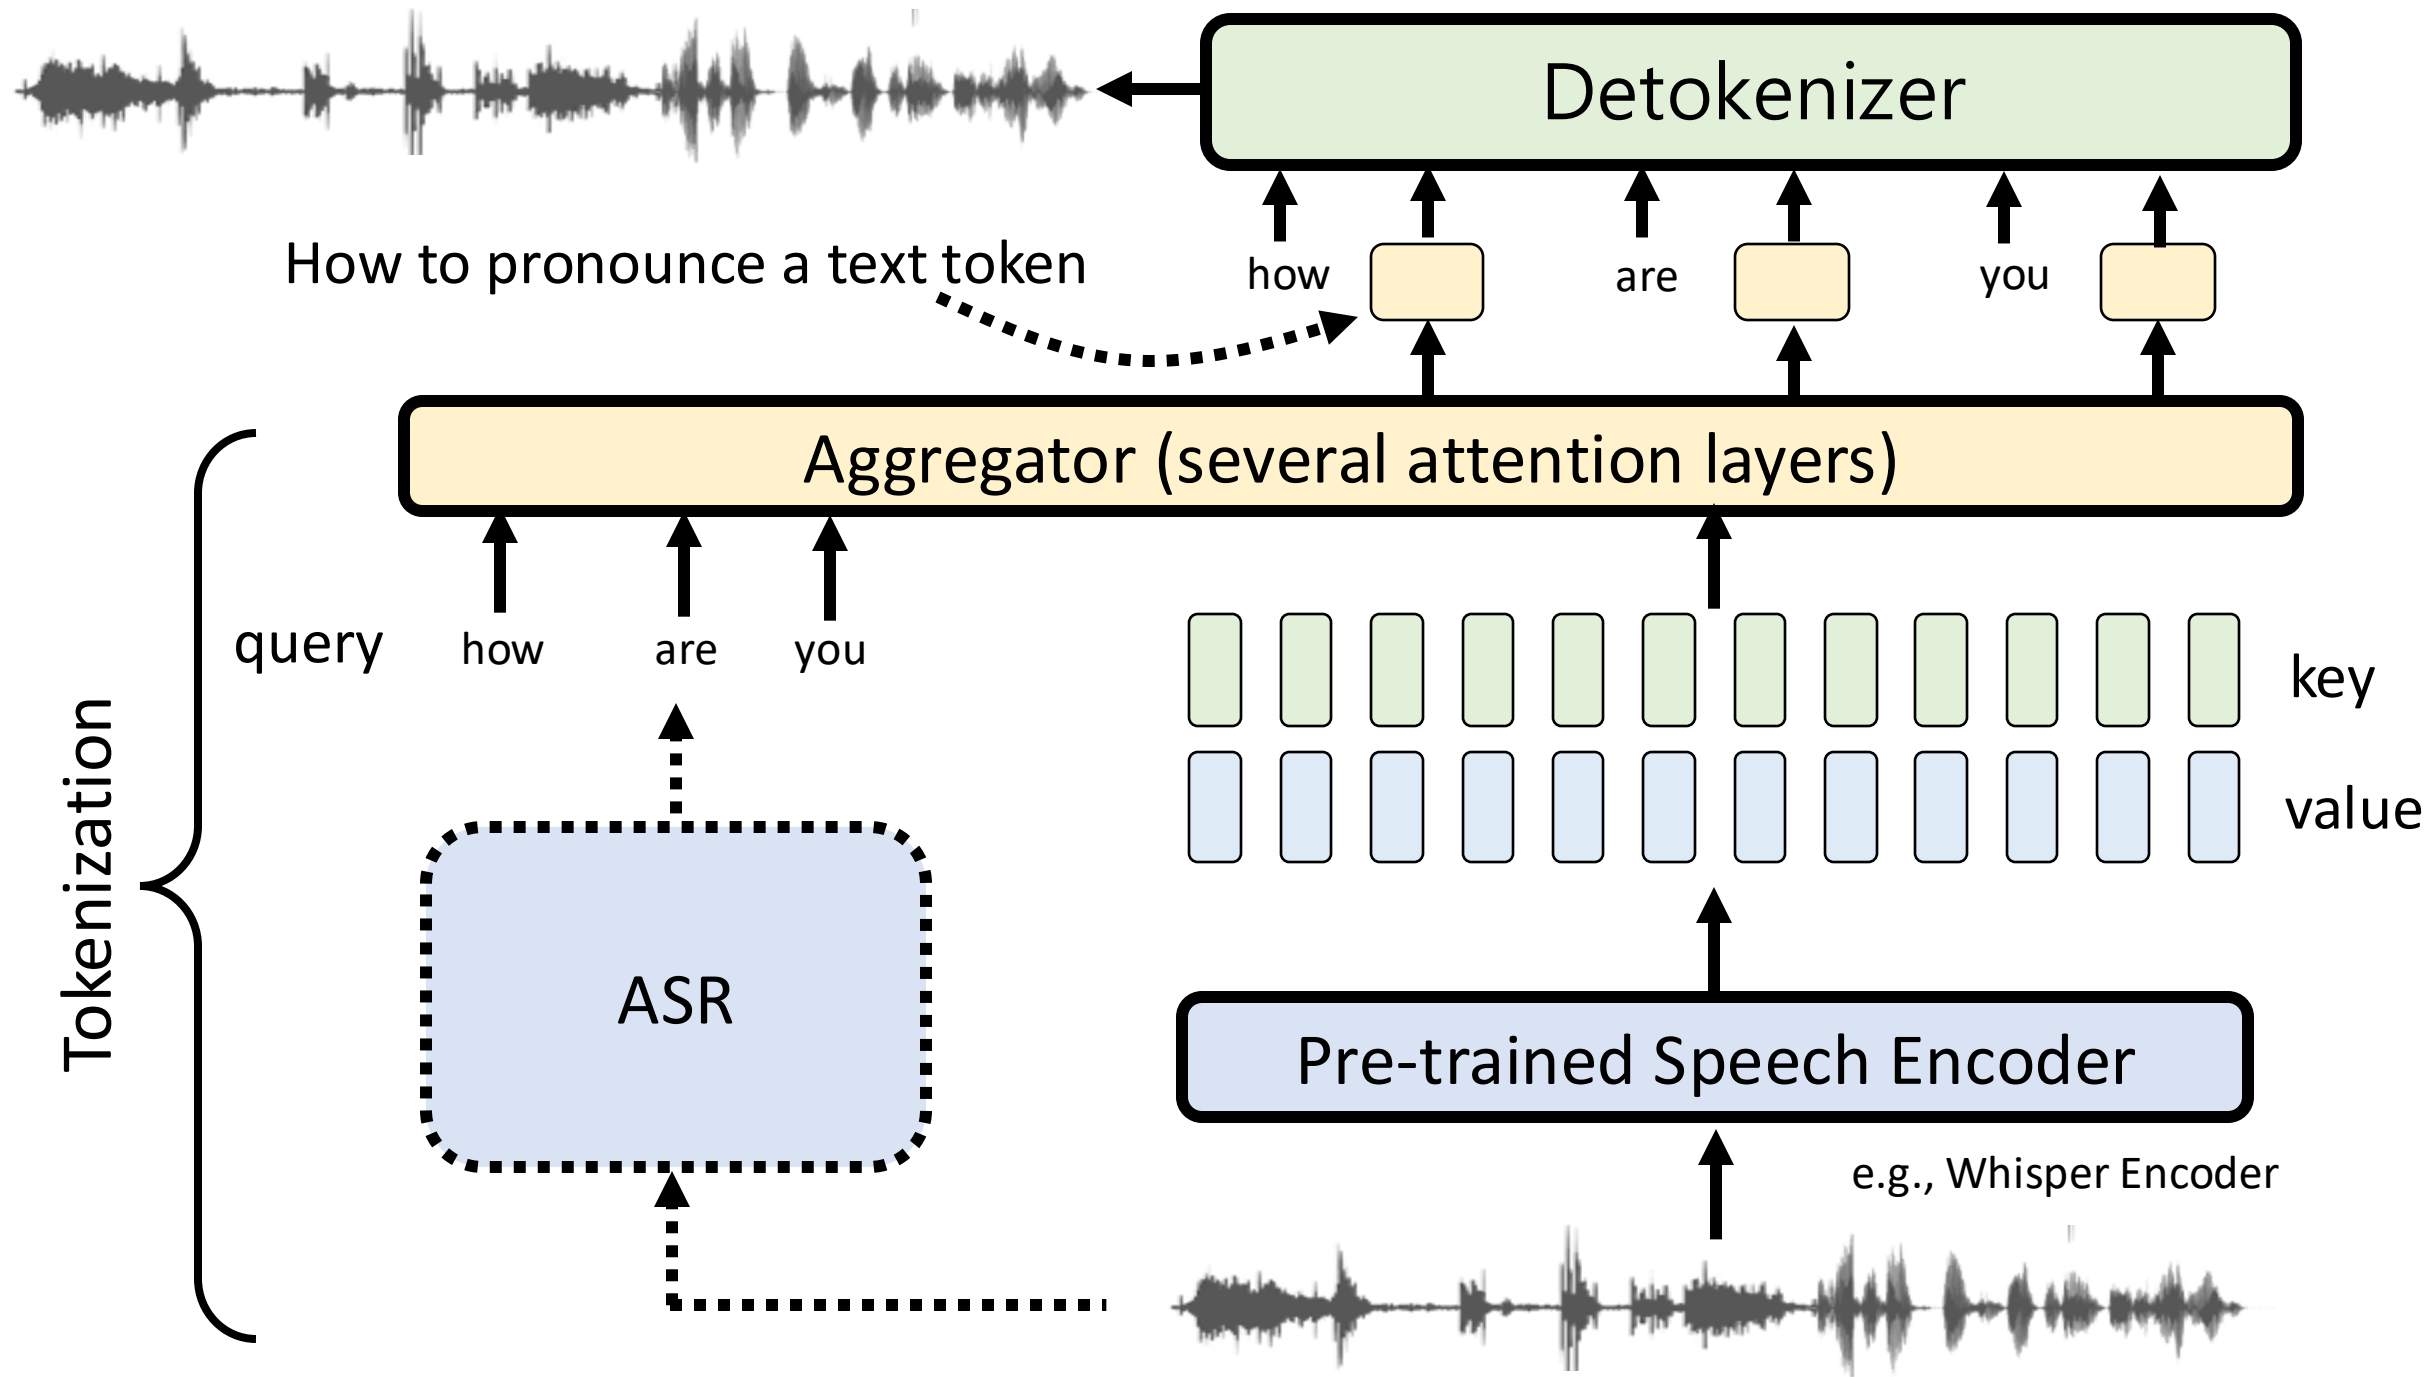 Detokenizer
How to pronounce a text token
how
are
you
Aggregator (several attention layers)
query
how
are
you
key
value
Tokenization
ASR
Pre-trained Speech Encoder
e.g., Whisper Encoder